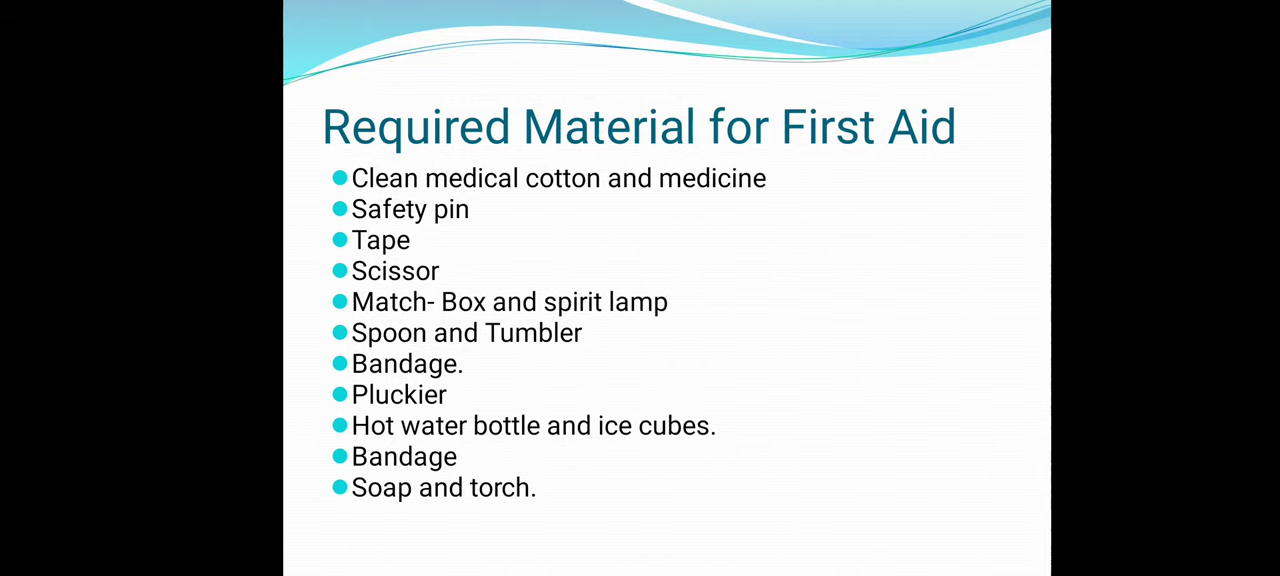 Required Material for First Aid
Clean medical cotton and medicine
Safety pin
Tape
Scissor
Match- Box and spirit lamp
Spoon and Tumbler
Bandage.
Pluckier
Hot water bottle and ice cubes.
Bandage
Soap and torch.